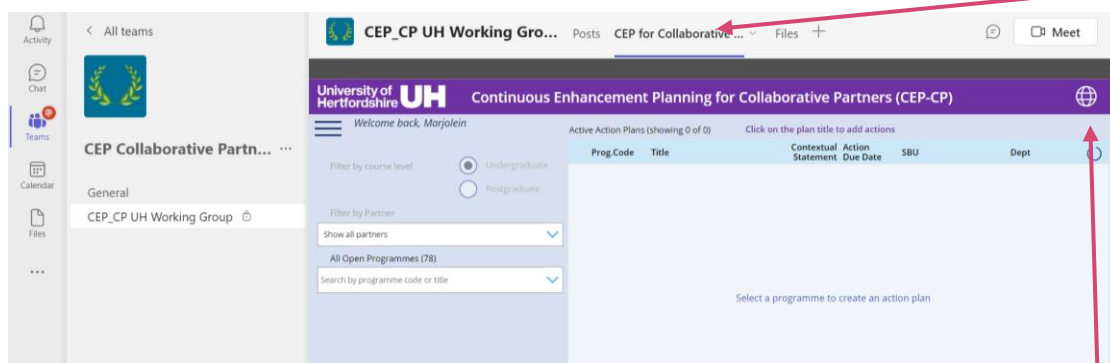 Activity
Chat
Teams
Calendar
Files
...
< All teams
CEP Collaborative Partn... ...
General
CEP_CP UH Working Group
CEP_CP UH Working Gro... Posts CEP for Collaborative ... Files +
Meet
University of
Hertfordshire UH
Continuous Enhancement Planning for Collaborative Partners (CEP-CP)
Welcome back, Marjolein
Filter by course level
Undergraduate
Postgraduate
Filter by Partner
Show all partners
All Open Programmes (78)
Search by programme code or title
Active Action Plans (showing 0 of 0) Click on the plan title to add actions
Prog.Code Title Contextual Statement Action Due Date SBU Dept
Select a programme to create an action plan